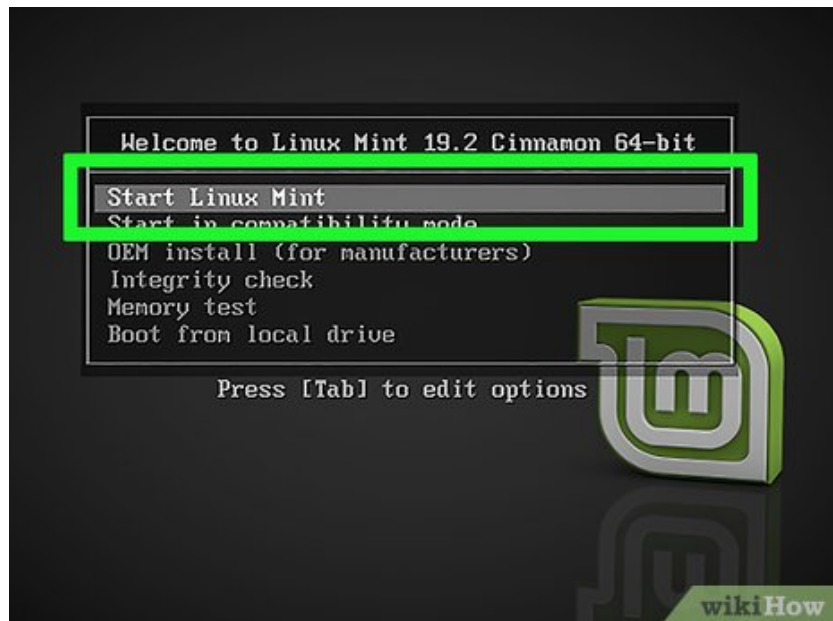 Welcome to Linux Mint 19.2 Cinnamon 64-bit
Start Linux Mint
Start in compatibility mode
OEM install (for manufacturers)
Integrity check
Memory test
Boot from local drive
Press [Tab] to edit options
lm
wikiHow